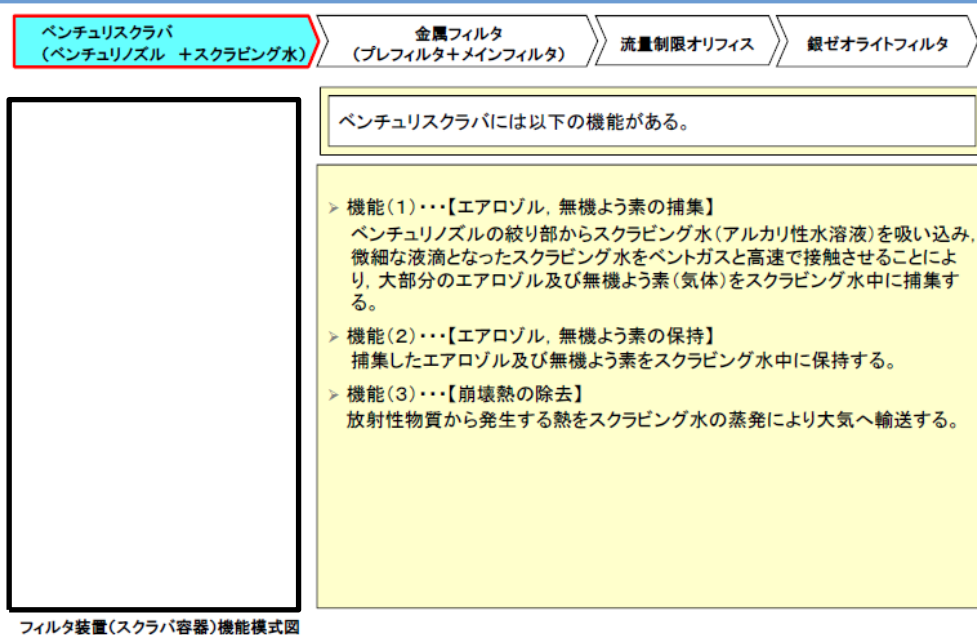 ベンチュリスクラバ
(ベンチュリノズル ＋スクラビング水)
金属フィルタ
(プレフィルタ＋メインフィルタ)
流量制限オリフィス
銀ゼオライトフィルタ
ベンチュリスクラバには以下の機能がある。
➢ 機能(1)・・・【エアロゾル, 無機よう素の捕集】
ベンチュリノズルの絞り部からスクラビング水(アルカリ性水溶液)を吸い込み,
微細な液滴となったスクラビング水をベントガスと高速で接触させることによ
り, 大部分のエアロゾル及び無機よう素(気体)をスクラビング水中に捕集す
る。
➢ 機能(2)・・・【エアロゾル, 無機よう素の保持】
捕集したエアロゾル及び無機よう素をスクラビング水中に保持する。
➢ 機能(3)・・・【崩壊熱の除去】
放射性物質から発生する熱をスクラビング水の蒸発により大気へ輸送する。
フィルタ装置(スクラバ容器)機能模式図